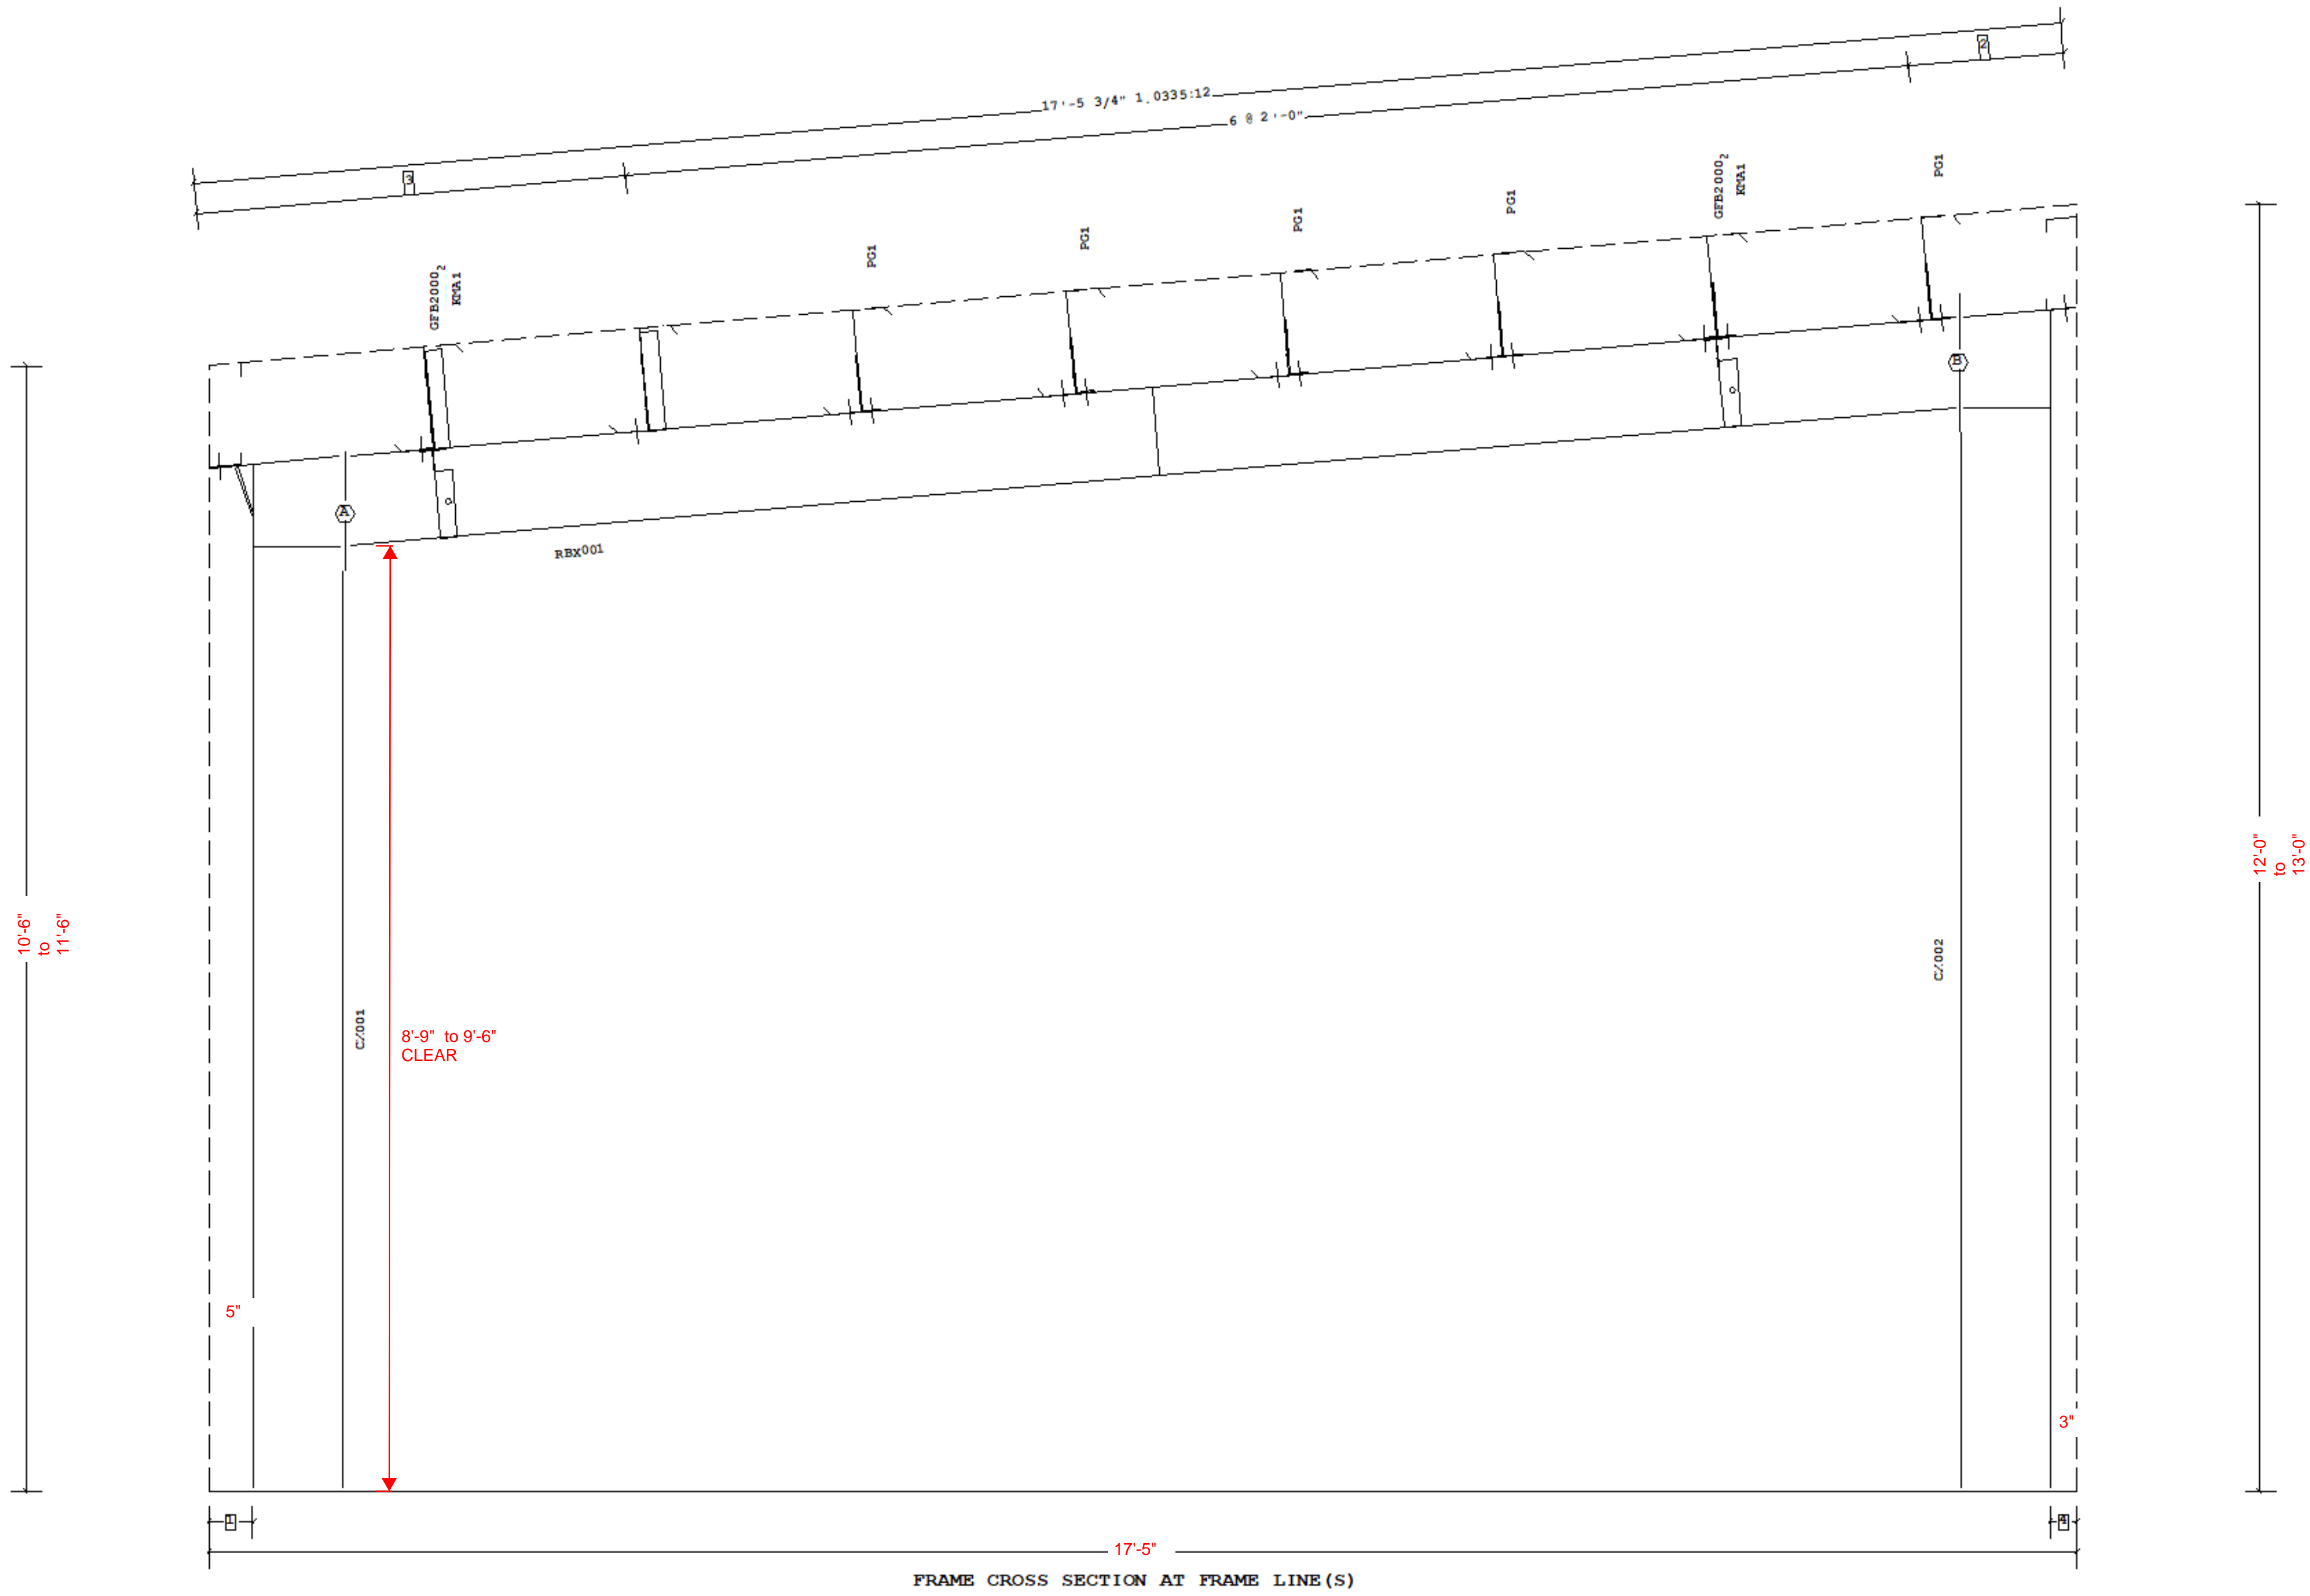 2
17'-5 3/4" 1.0335:12
6 @ 2'-0"
3
GFB2000₂
KMA1
PG1
PG1
PG1
PG1
GFB2000₂
KMA1
PG1
A
B
RBX001
10'-6"
to
11'-6"
12'-0"
to
13'-0"
C%001
C%002
8'-9" to 9'-6"
CLEAR
5"
3"
1
4
17'-5"
FRAME CROSS SECTION AT FRAME LINE(S)